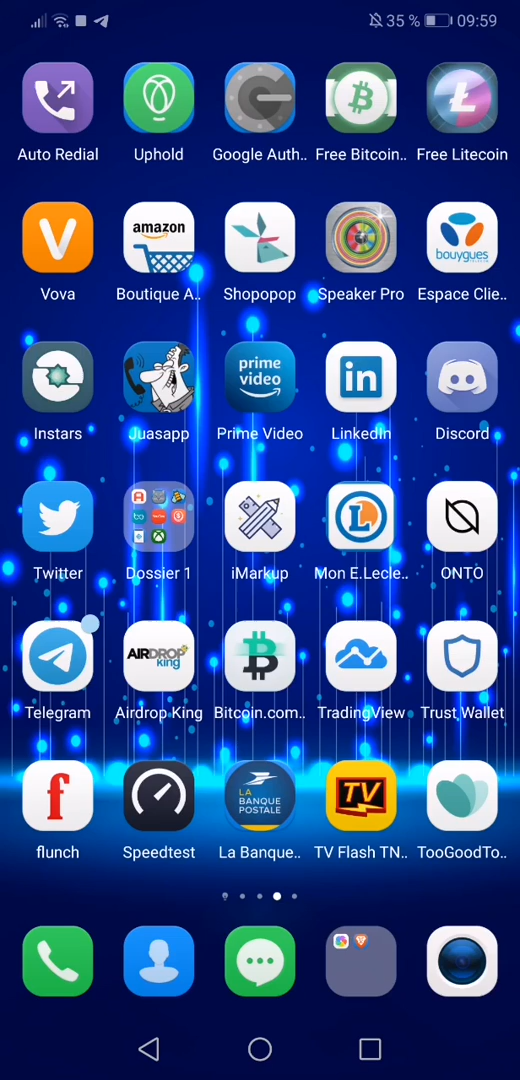 35 % 09:59
Auto Redial Uphold Google Auth.. Free Bitcoin.. Free Litecoin
amazon
bouygues
Vova Boutique A.. Shopopop Speaker Pro Espace Clie..
prime video
in
Instars Juasapp Prime Video LinkedIn Discord
L
Twitter Dossier 1 iMarkup Mon E.Lecle.. ONTO
AIRDROP
king
Telegram Airdrop King Bitcoin.com.. TradingView Trust Wallet
f
LA
BANQUE
POSTALE
TV
flunch Speedtest La Banque.. TV Flash TN.. TooGoodTo..